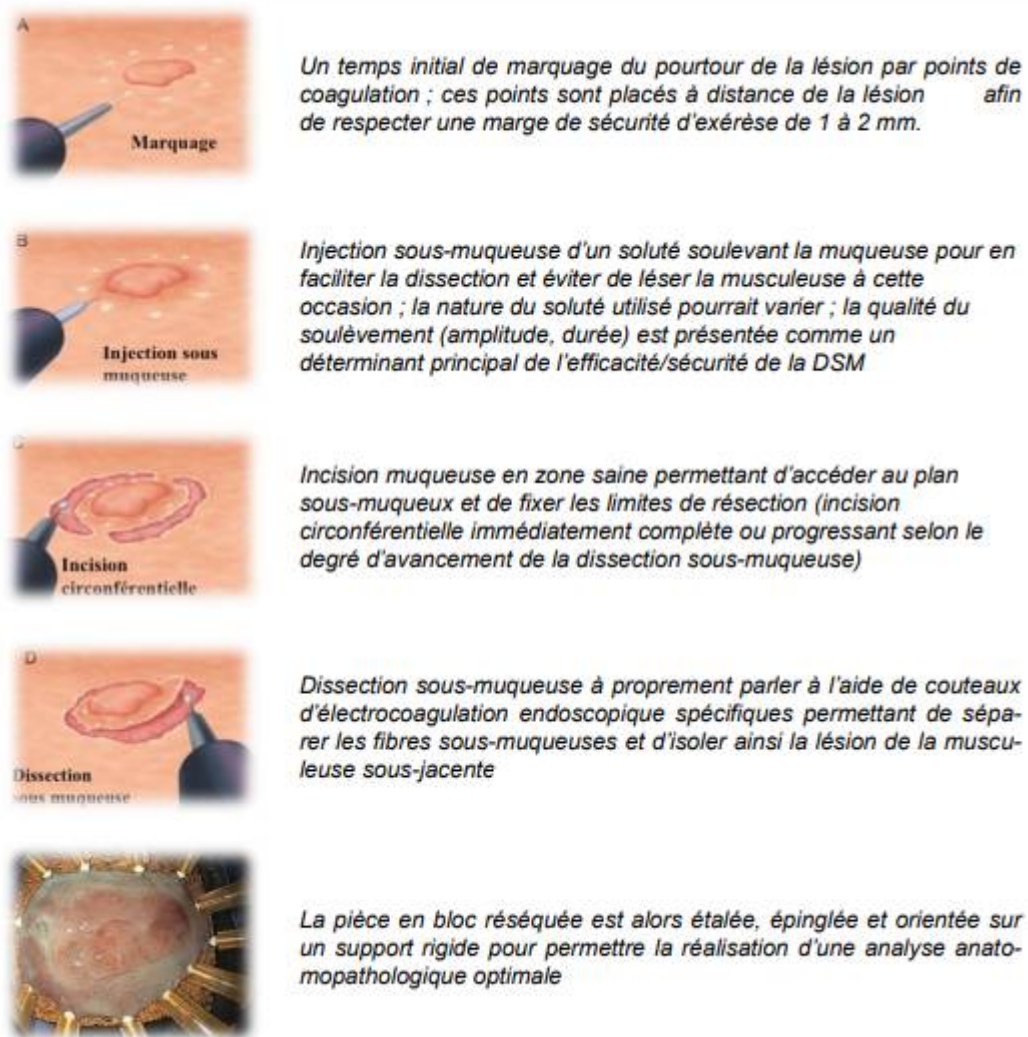 A
Marquage
Un temps initial de marquage du pourtour de la lésion par points de
coagulation ; ces points sont placés à distance de la lésion afin
de respecter une marge de sécurité d'exérèse de 1 à 2 mm.
B
Injection sous
muqueuse
Injection sous-muqueuse d'un soluté soulevant la muqueuse pour en
faciliter la dissection et éviter de léser la musculeuse à cette
occasion ; la nature du soluté utilisé pourrait varier ; la qualité du
soulèvement (amplitude, durée) est présentée comme un
déterminant principal de l'efficacité/sécurité de la DSM
C
Incision
circonférentielle
Incision muqueuse en zone saine permettant d'accéder au plan
sous-muqueux et de fixer les limites de résection (incision
circonférentielle immédiatement complète ou progressant selon le
degré d'avancement de la dissection sous-muqueuse)
D
Dissection
sous muqueuse
Dissection sous-muqueuse à proprement parler à l'aide de couteaux
d'électrocoagulation endoscopique spécifiques permettant de sépa-
rer les fibres sous-muqueuses et d'isoler ainsi la lésion de la muscu-
leuse sous-jacente
La pièce en bloc réséquée est alors étalée, épinglée et orientée sur
un support rigide pour permettre la réalisation d'une analyse anato-
mopathologique optimale